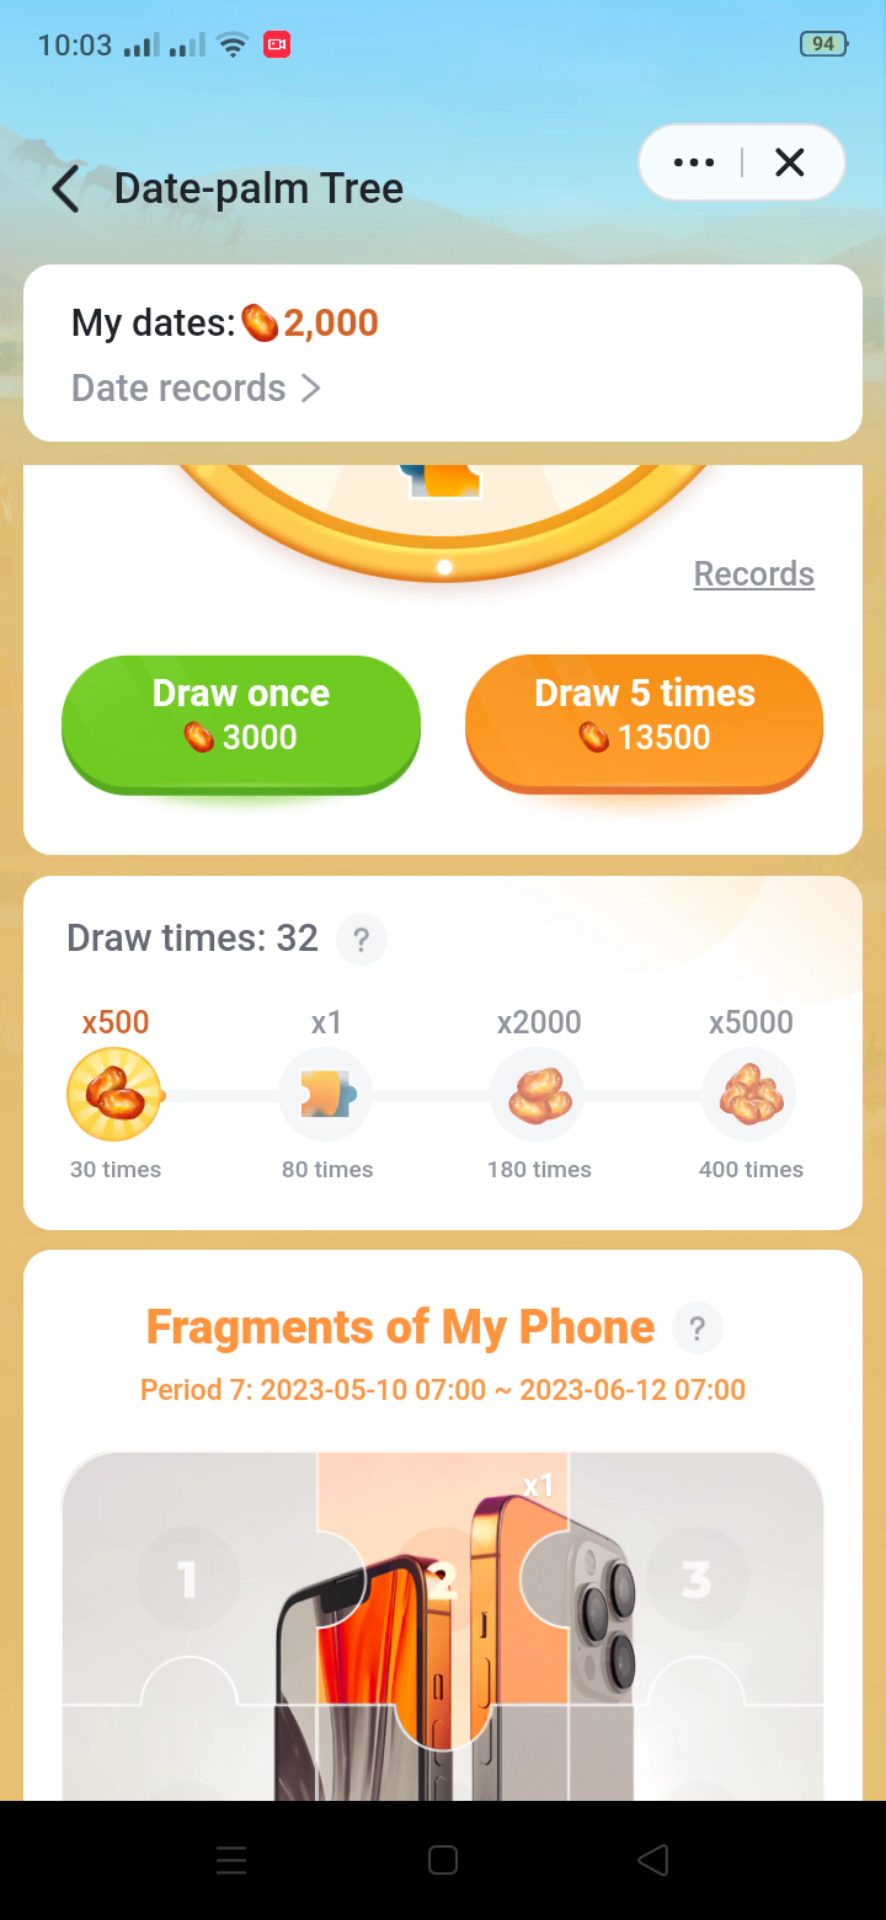 10:03
94
Date-palm Tree
My dates: 2,000
Date records >
Records
Draw once
3000
Draw 5 times
13500
Draw times: 32 ?
x500
x1
x2000
x5000
30 times
80 times
180 times
400 times
Fragments of My Phone ?
Period 7: 2023-05-10 07:00 ~ 2023-06-12 07:00
x1
1
2
3